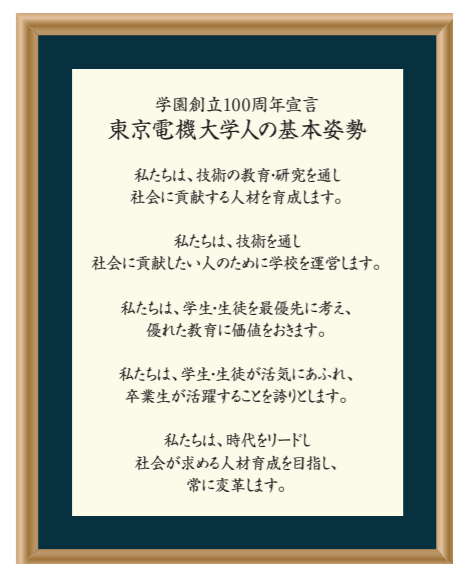 学園創立100周年宣言
東京電機大学人の基本姿勢
私たちは、技術の教育・研究を通し
社会に貢献する人材を育成します。
私たちは、技術を通し
社会に貢献したい人のために学校を運営します。
私たちは、学生・生徒を最優先に考え、
優れた教育に価値をおきます。
私たちは、学生・生徒が活気にあふれ、
卒業生が活躍することを誇りとします。
私たちは、時代をリードし
社会が求める人材育成を目指し、
常に変革します。